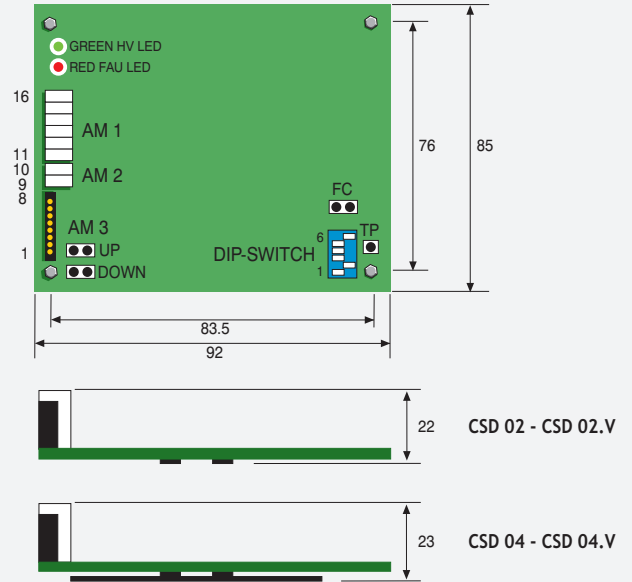 GREEN HV LED
RED FAU LED
16
AM 1
11
10
AM 2
9
8
AM 3
1
UP
DOWN
FC
TP
6
DIP-SWITCH
1
76
85
83.5
92
22
CSD 02 - CSD 02.V
23
CSD 04 - CSD 04.V